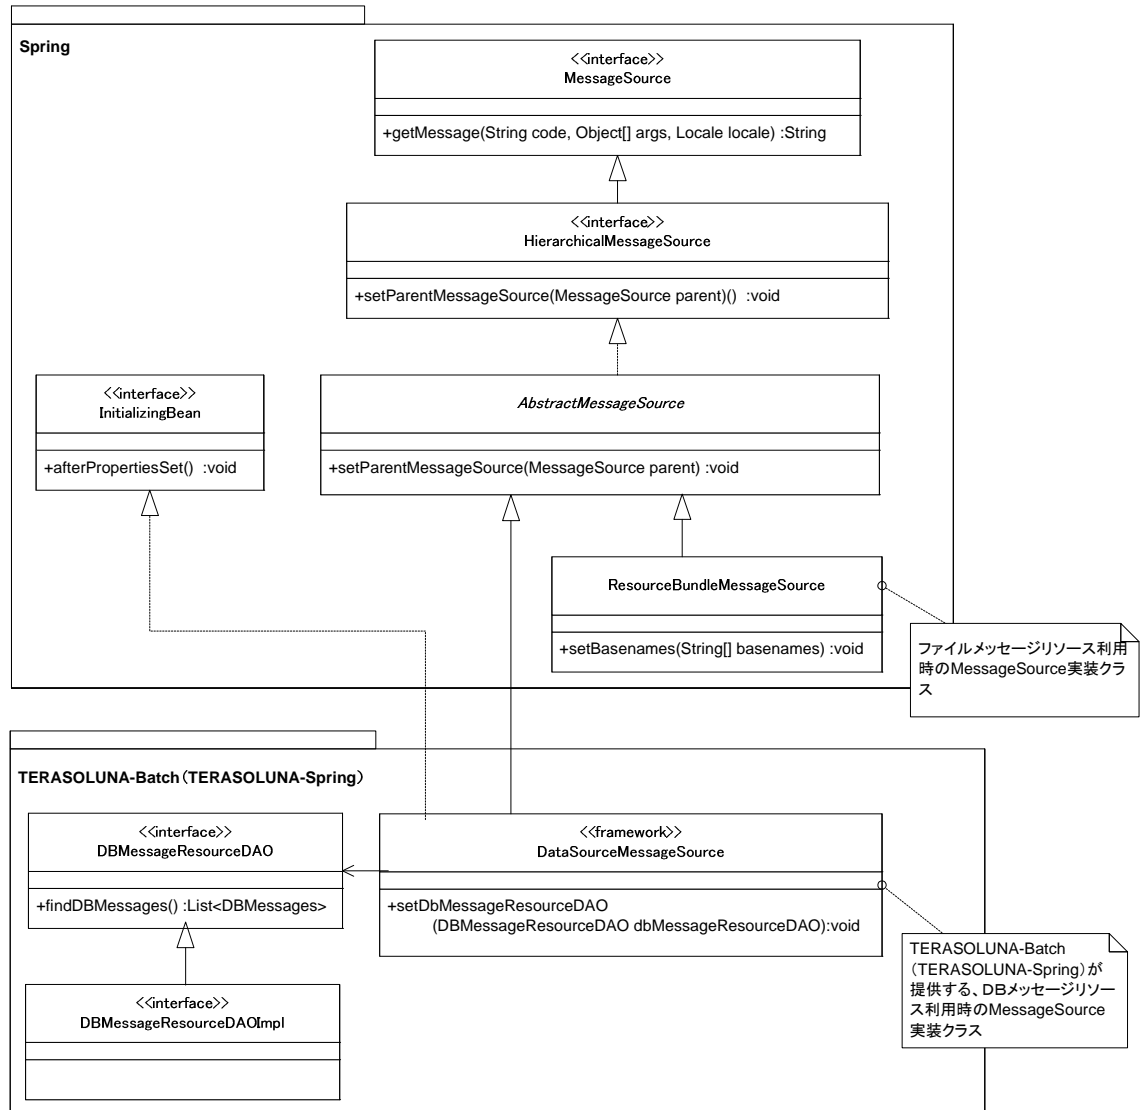 Spring
<<interface>>
MessageSource
+getMessage(String code, Object[] args, Locale locale) :String
<<interface>>
HierarchicalMessageSource
+setParentMessageSource(MessageSource parent)() :void
<<interface>>
InitializingBean
+afterPropertiesSet() :void
AbstractMessageSource
+setParentMessageSource(MessageSource parent) :void
ResourceBundleMessageSource
+setBasenames(String[] basenames) :void
ファイルメッセージリソース利用
時のMessageSource実装クラ
ス
TERASOLUNA-Batch（TERASOLUNA-Spring）
<<interface>>
DBMessageResourceDAO
+findDBMessages() :List<DBMessages>
<<framework>>
DataSourceMessageSource
+setDbMessageResourceDAO
(DBMessageResourceDAO dbMessageResourceDAO):void
<<interface>>
DBMessageResourceDAOImpl
TERASOLUNA-Batch
（TERASOLUNA-Spring）が
提供する、DBメッセージリソー
ス利用時のMessageSource
実装クラス